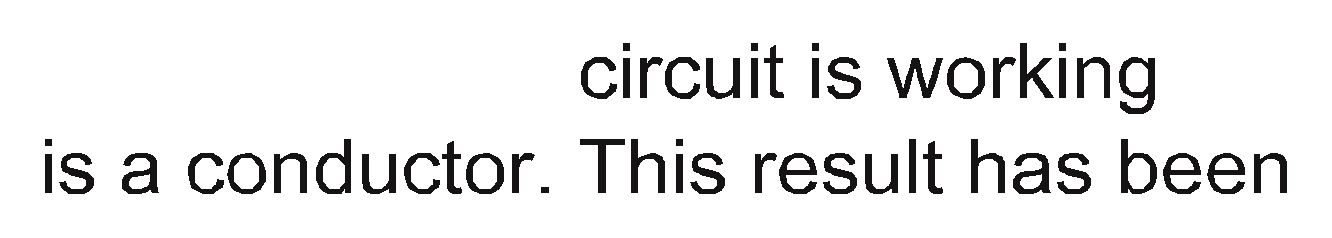 circuit is working
is a conductor. This result has been